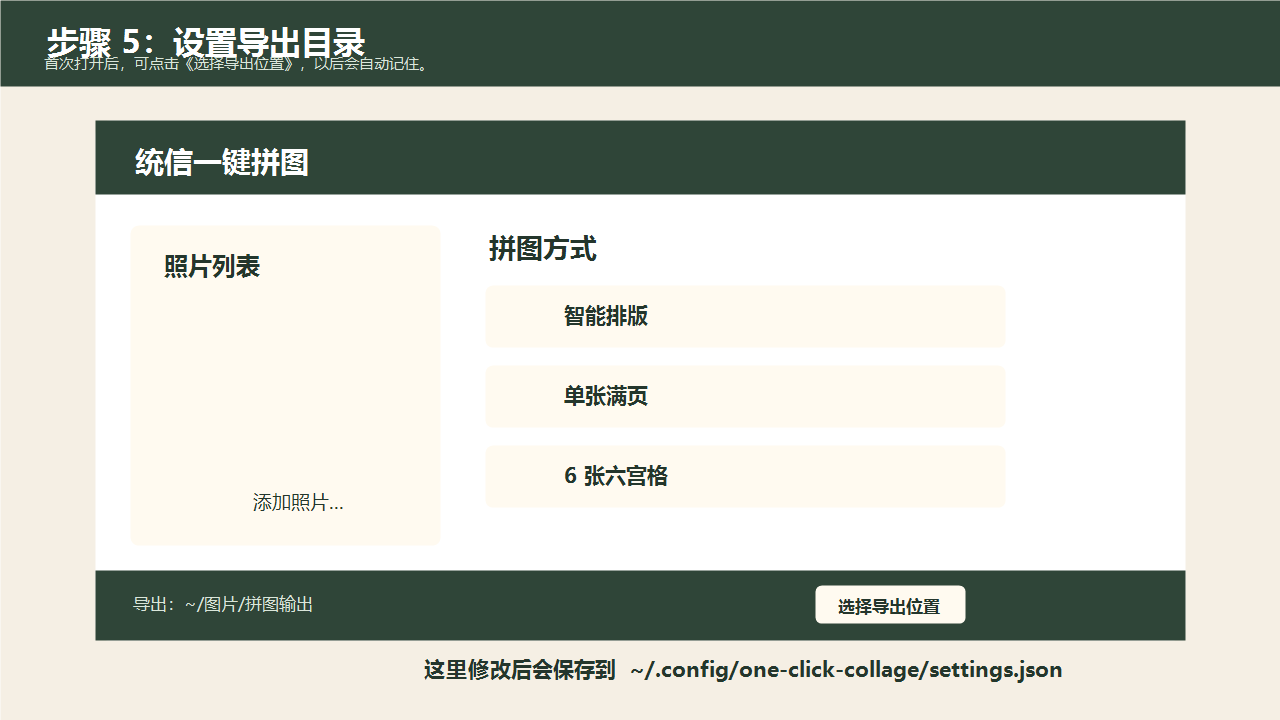 步骤 5：设置导出目录
首次打开后，可点击《选择导出位置》，以后会自动记住。
统信一键拼图
照片列表
添加照片...
拼图方式
智能排版
单张满页
6 张六宫格
导出：~/图片/拼图输出
选择导出位置
这里修改后会保存到 ~/.config/one-click-collage/settings.json